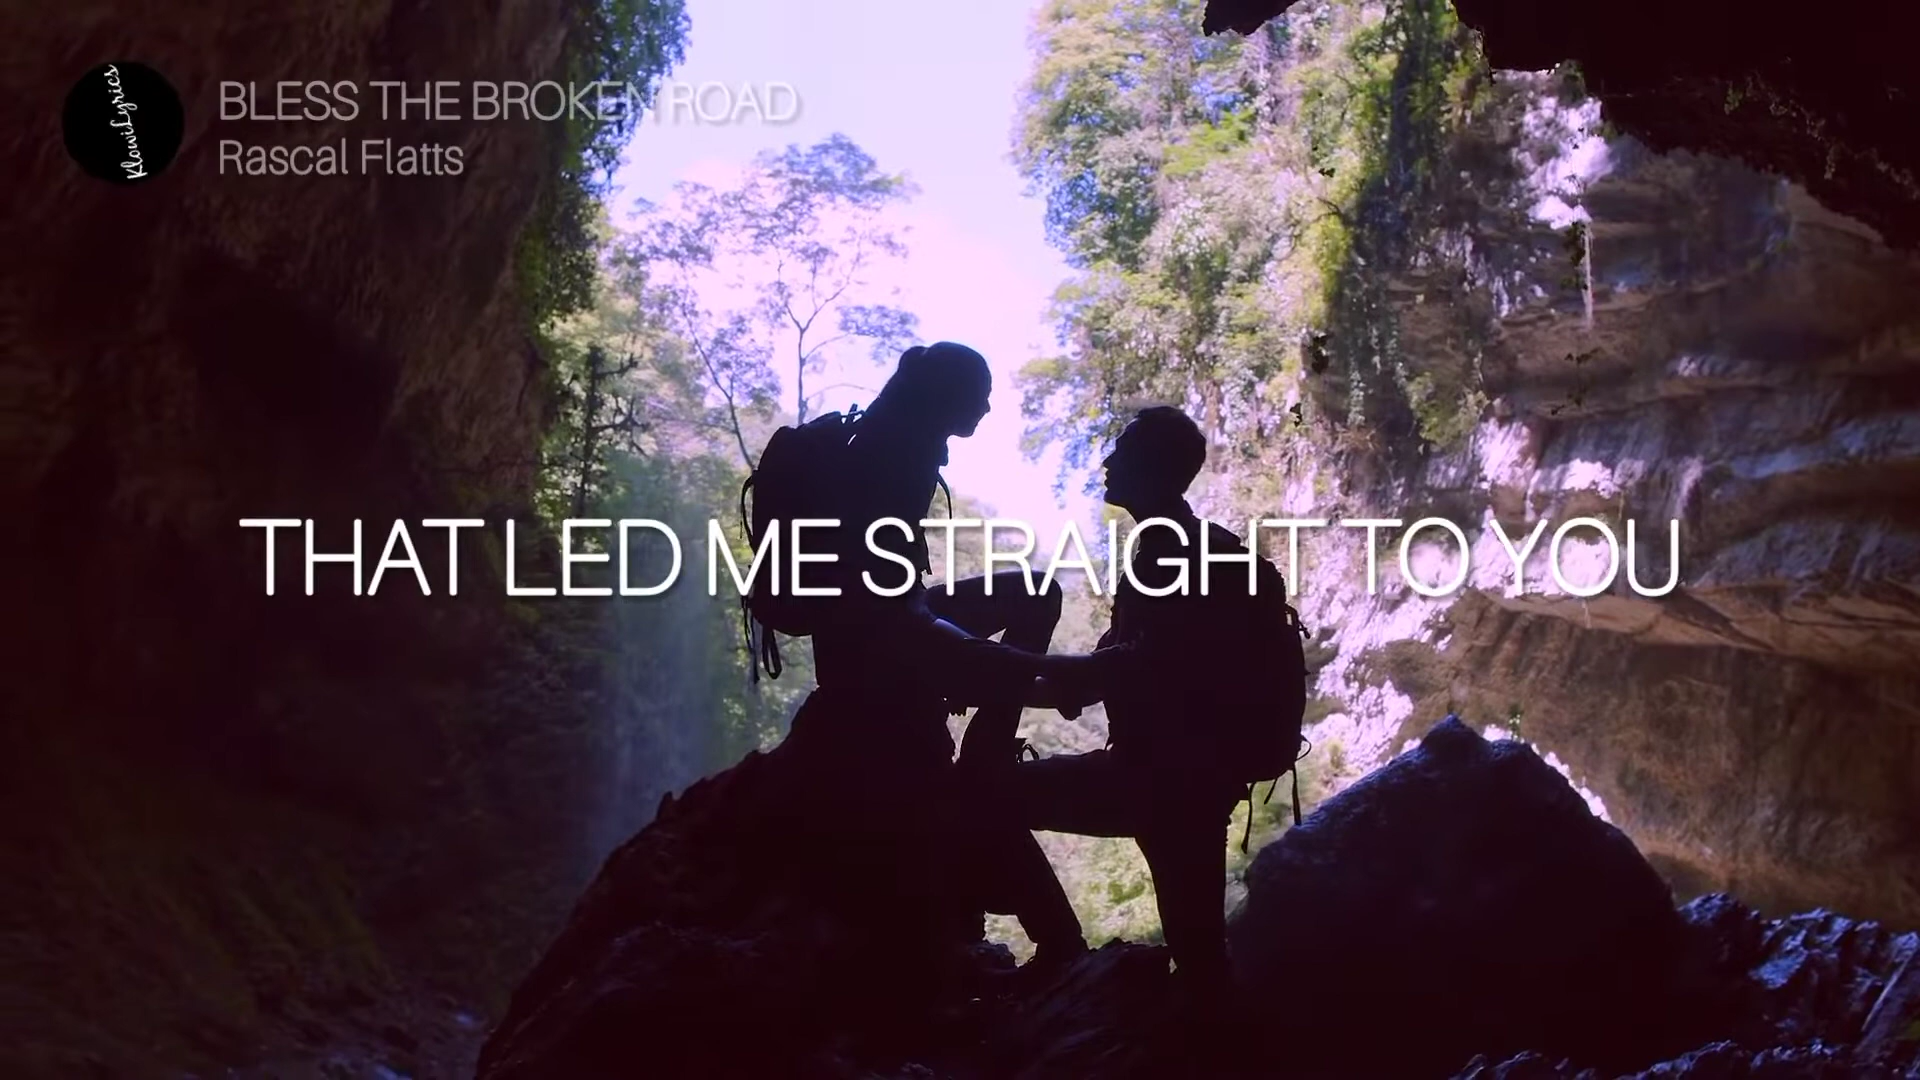 KlowiLyrics
BLESS THE BROKEN ROAD
Rascal Flatts
THAT LED ME STRAIGHT TO YOU